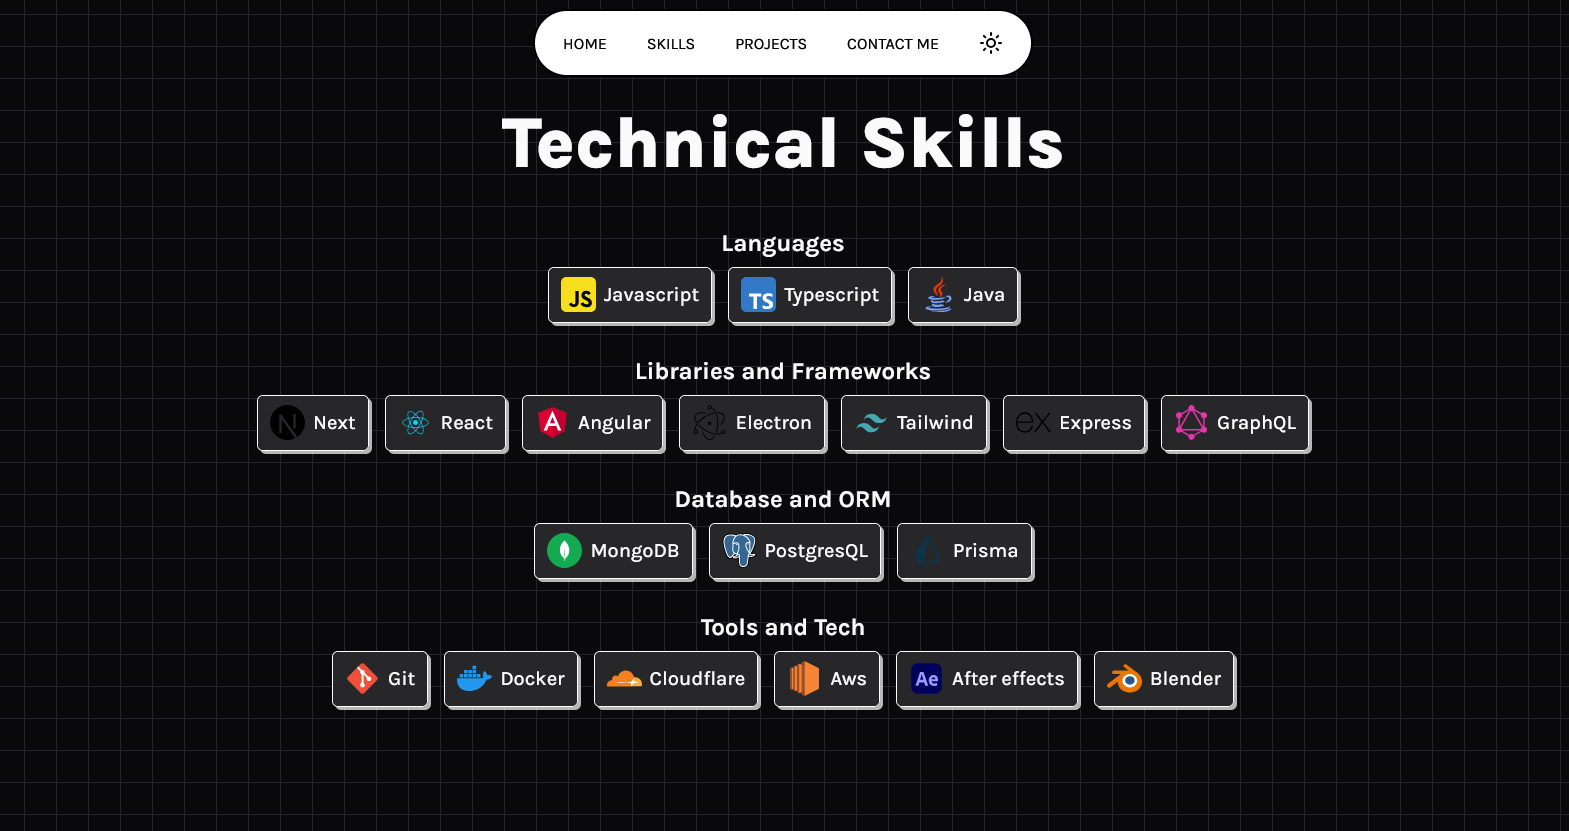 HOME SKILLS PROJECTS CONTACT ME
Technical Skills
Languages
JS Javascript TS Typescript Java
Libraries and Frameworks
N Next React A Angular Electron Tailwind ex Express GraphQL
Database and ORM
MongoDB PostgresQL Prisma
Tools and Tech
Git Docker Cloudflare Aws Ae After effects Blender